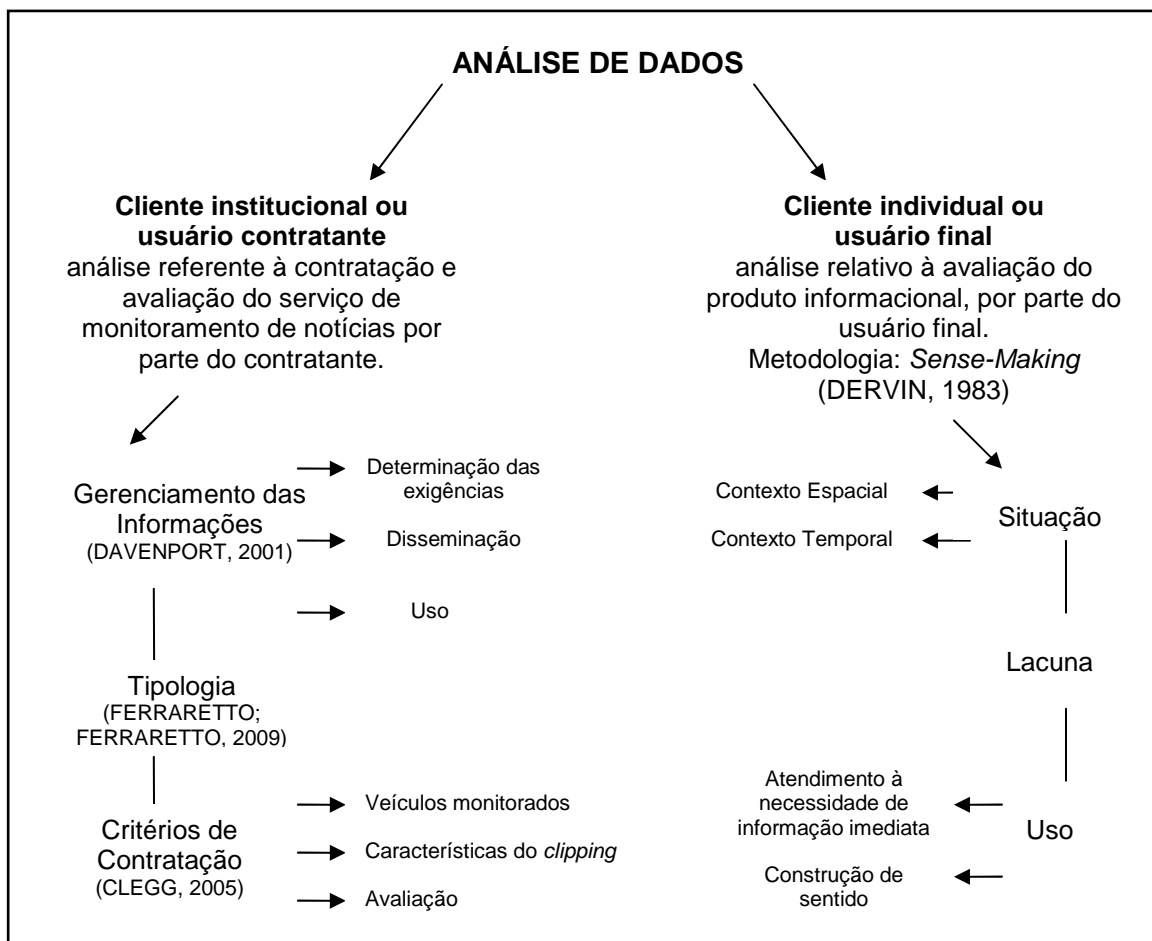 ANÁLISE DE DADOS
Cliente institucional ou
usuário contratante
análise referente à contratação e
avaliação do serviço de
monitoramento de notícias por
parte do contratante.
Gerenciamento das
Informações
(DAVENPORT, 2001)
Determinação das
exigências
Disseminação
Uso
Tipologia
(FERRARETTO;
FERRARETTO, 2009)
Critérios de
Contratação
(CLEGG, 2005)
Veículos monitorados
Características do clipping
Avaliação
Cliente individual ou
usuário final
análise relativo à avaliação do
produto informacional, por parte do
usuário final.
Metodologia: Sense-Making
(DERVIN, 1983)
Situação
Contexto Espacial
Contexto Temporal
Lacuna
Uso
Atendimento à
necessidade de
informação imediata
Construção de
sentido